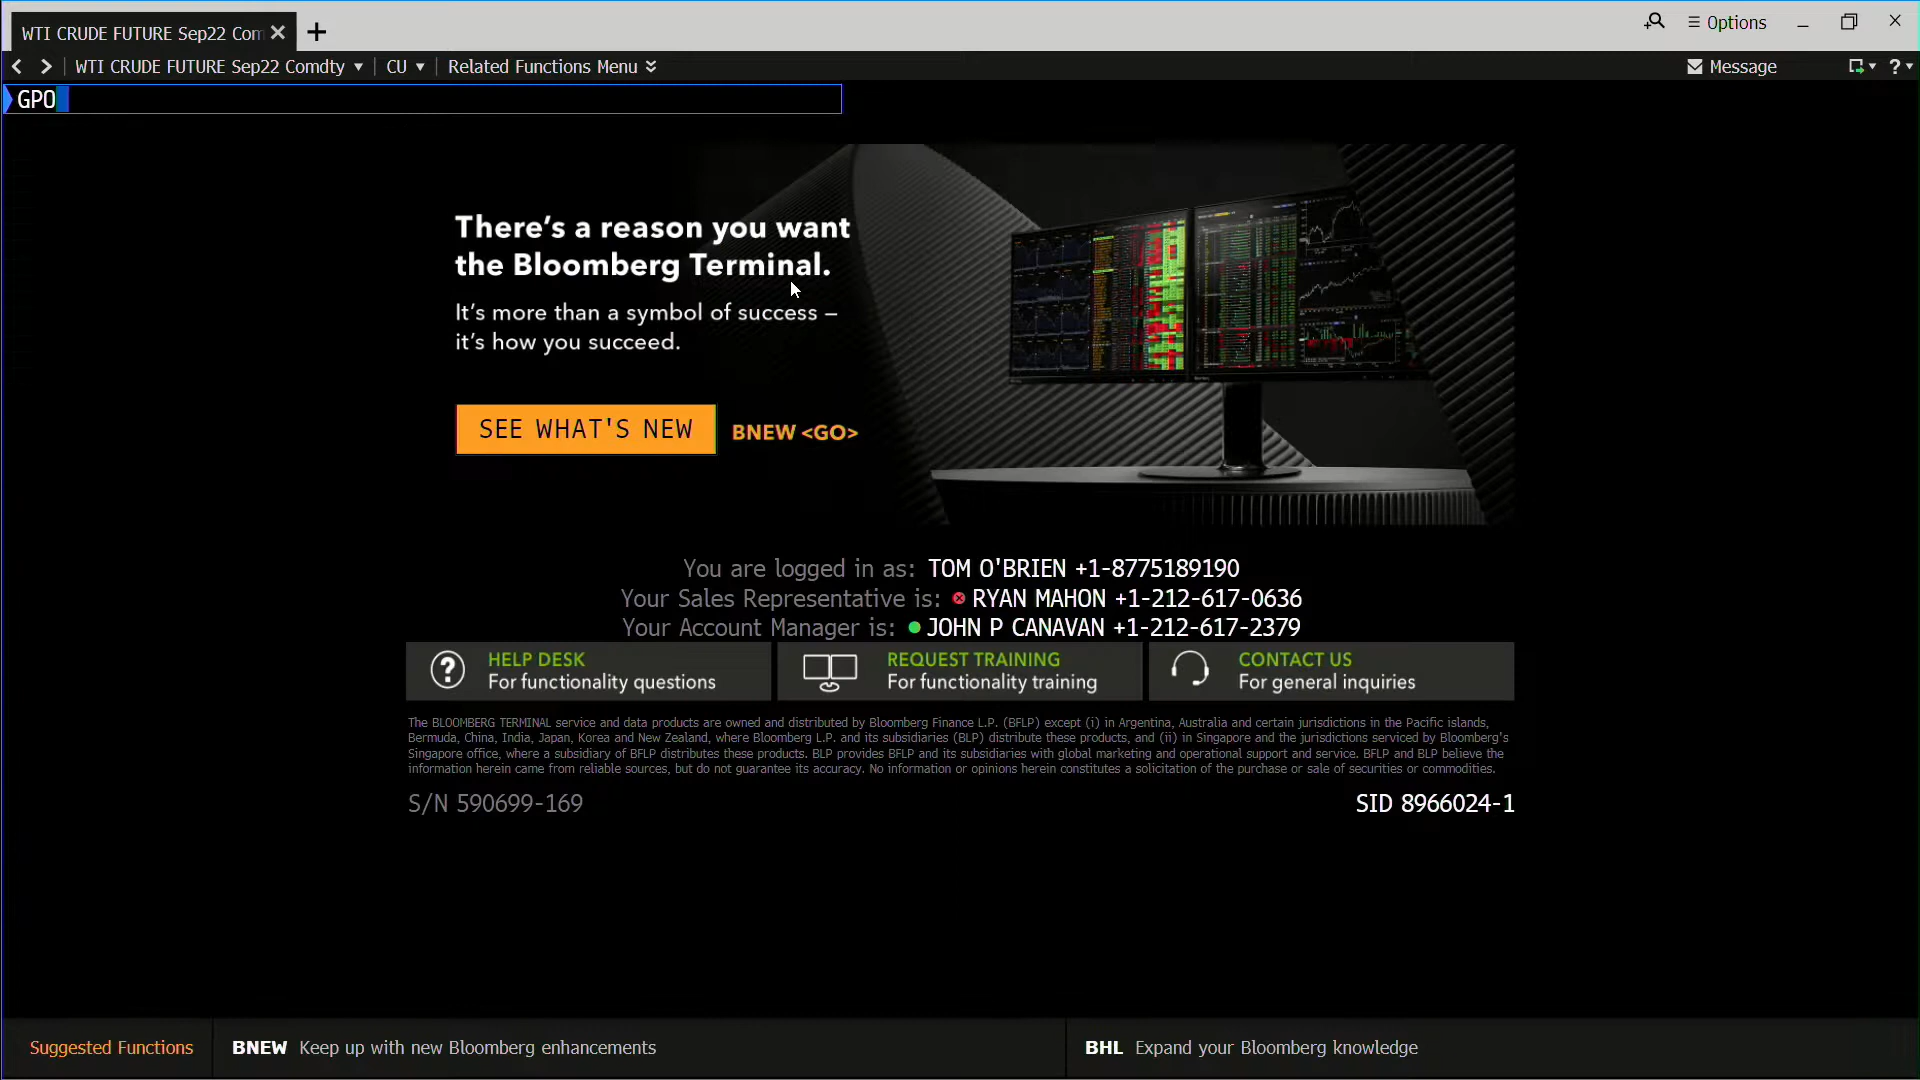 WTI CRUDE FUTURE Sep22 Com
Options
WTI CRUDE FUTURE Sep22 Comdty
CU
Related Functions Menu
Message
?
GPO
There's a reason you want
the Bloomberg Terminal.
It's more than a symbol of success –
it's how you succeed.
SEE WHAT'S NEW
BNEW <GO>
You are logged in as: TOM O'BRIEN +1-8775189190
Your Sales Representative is: RYAN MAHON +1-212-617-0636
Your Account Manager is: JOHN P CANAVAN +1-212-617-2379
? HELP DESK
For functionality questions
REQUEST TRAINING
For functionality training
CONTACT US
For general inquiries
The BLOOMBERG TERMINAL service and data products are owned and distributed by Bloomberg Finance L.P. (BFLP) except (i) in Argentina, Australia and certain jurisdictions in the Pacific islands,
Bermuda, China, India, Japan, Korea and New Zealand, where Bloomberg L.P. and its subsidiaries (BLP) distribute these products, and (ii) in Singapore and the jurisdictions serviced by Bloomberg's
Singapore office, where a subsidiary of BFLP distributes these products. BLP provides BFLP and its subsidiaries with global marketing and operational support and service. BFLP and BLP believe the
information herein came from reliable sources, but do not guarantee its accuracy. No information or opinions herein constitutes a solicitation of the purchase or sale of securities or commodities.
S/N 590699-169
SID 8966024-1
Suggested Functions
BNEW Keep up with new Bloomberg enhancements
BHL Expand your Bloomberg knowledge